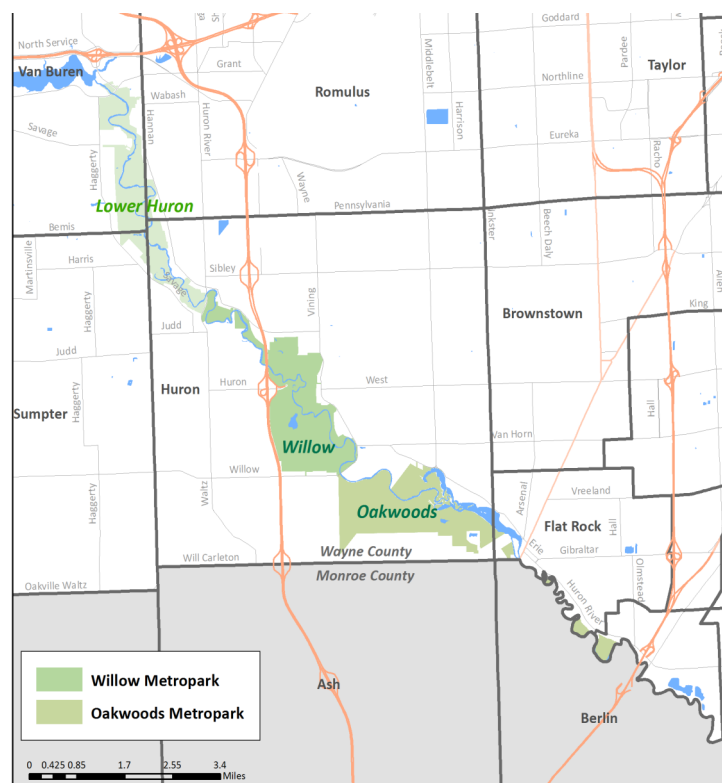 Goddard
North Service
Grant
Van Buren
Wabash
Romulus
Middlebelt
Harrison
Northline
Pardee
Taylor
Savage
Haggerty
Hannan
Huron River
Wayne
Eureka
Racho
Lower Huron
Pennsylvania
Bemis
Martinsville
Harris
Haggerty
Savage
Sibley
Vining
Beech Daly
Allen
King
Brownstown
Judd
Judd
Huron
Huron
West
Hall
Sumpter
Haggerty
Willow
Van Horn
Willow
Waltz
Oakwoods
Arsenal
Vreeland
Flat Rock
Hall
Haggerty
Wayne County
Will Carleton
Monroe County
Erie
Gibraltar
Oakville Waltz
Huron River
Olmstead
Willow Metropark
Oakwoods Metropark
Ash
Berlin
0 0.425 0.85 1.7 2.55 3.4
Miles